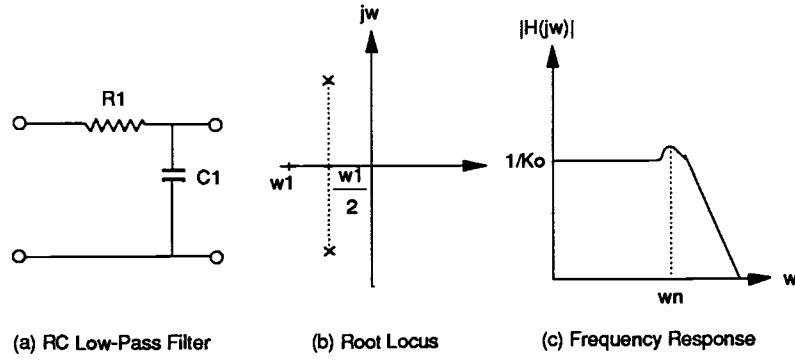 R1
C1
(a) RC Low-Pass Filter
jw
w1
w1
2
(b) Root Locus
|H(jw)|
1/Ko
wn
w
(c) Frequency Response